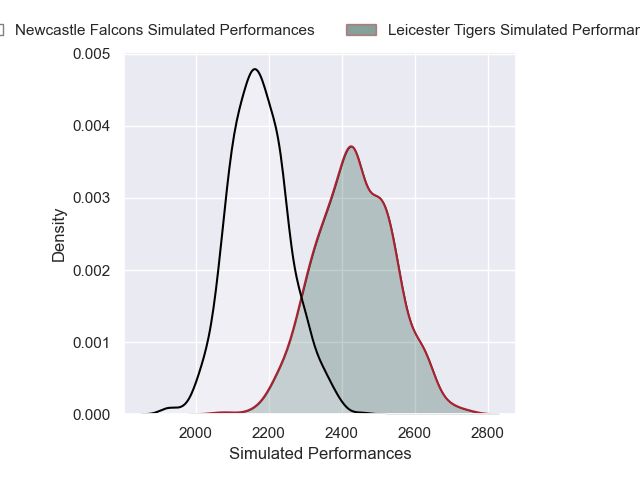 Newcastle Falcons Simulated Performances
Leicester Tigers Simulated Performan
0.005
0.004
0.003
0.002
0.001
0.000
Density
2000 2200 2400 2600 2800
Simulated Performances